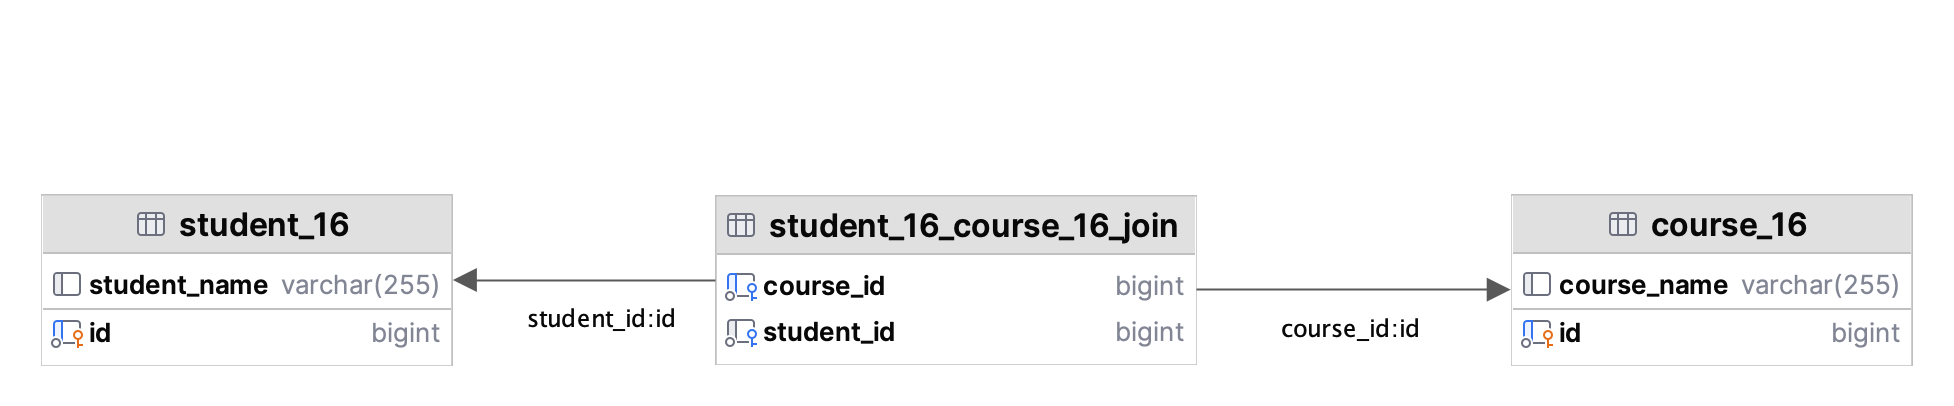 student_16
student_name varchar(255)
id bigint
student_id:id
student_16_course_16_join
course_id bigint
student_id bigint
course_id:id
course_16
course_name varchar(255)
id bigint